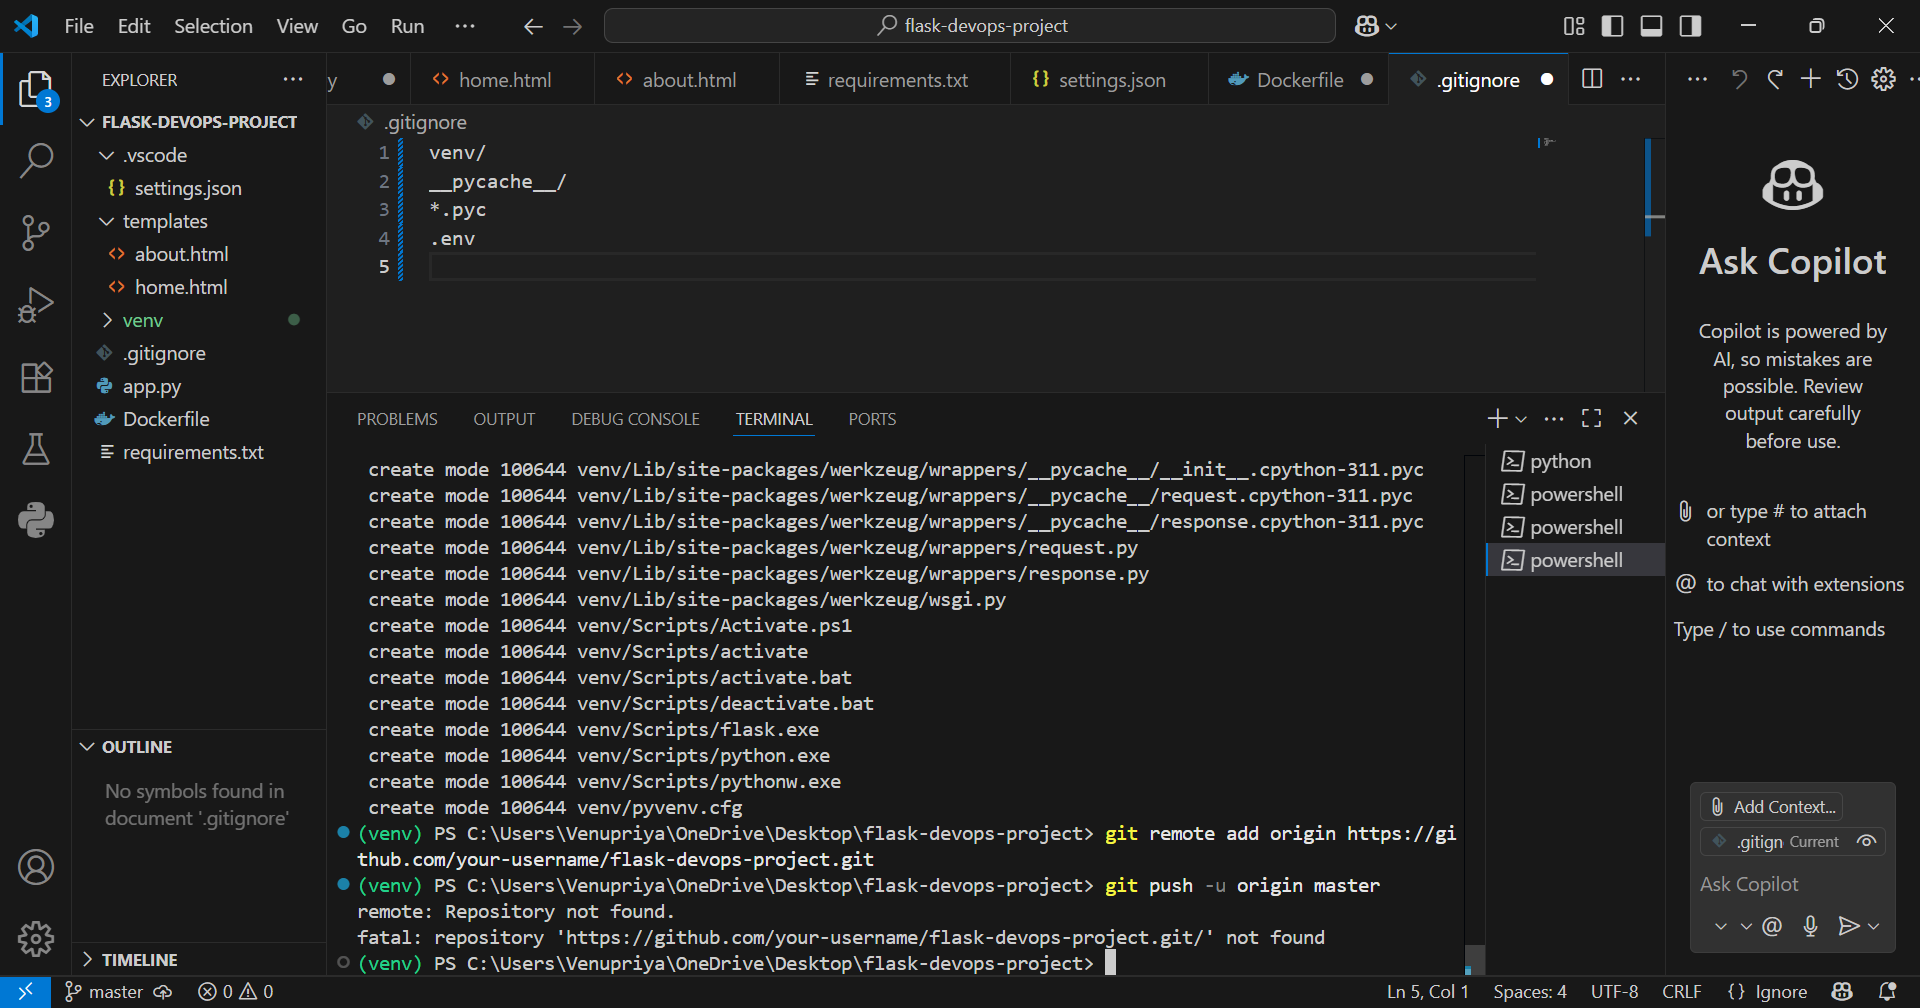 File Edit Selection View Go Run ··· flask-devops-project
EXPLORER
3
FLASK-DEVOPS-PROJECT
.vscode
settings.json
templates
about.html
home.html
venv
.gitignore
app.py
Dockerfile
requirements.txt
OUTLINE
No symbols found in
document '.gitignore'
TIMELINE
y home.html about.html requirements.txt settings.json Dockerfile .gitignore
.gitignore
1 venv/
2 __pycache__/
3 *.pyc
4 .env
5
PROBLEMS OUTPUT DEBUG CONSOLE TERMINAL PORTS
create mode 100644 venv/Lib/site-packages/werkzeug/wrappers/__pycache__/__init__.cpython-311.pyc
create mode 100644 venv/Lib/site-packages/werkzeug/wrappers/__pycache__/request.cpython-311.pyc
create mode 100644 venv/Lib/site-packages/werkzeug/wrappers/__pycache__/response.cpython-311.pyc
create mode 100644 venv/Lib/site-packages/werkzeug/wrappers/request.py
create mode 100644 venv/Lib/site-packages/werkzeug/wrappers/response.py
create mode 100644 venv/Lib/site-packages/werkzeug/wsgi.py
create mode 100644 venv/Scripts/Activate.ps1
create mode 100644 venv/Scripts/activate
create mode 100644 venv/Scripts/activate.bat
create mode 100644 venv/Scripts/deactivate.bat
create mode 100644 venv/Scripts/flask.exe
create mode 100644 venv/Scripts/python.exe
create mode 100644 venv/Scripts/pythonw.exe
create mode 100644 venv/pyvenv.cfg
(venv) PS C:\Users\Venupriya\OneDrive\Desktop\flask-devops-project> git remote add origin https://gi
thub.com/your-username/flask-devops-project.git
(venv) PS C:\Users\Venupriya\OneDrive\Desktop\flask-devops-project> git push -u origin master
remote: Repository not found.
fatal: repository 'https://github.com/your-username/flask-devops-project.git/' not found
(venv) PS C:\Users\Venupriya\OneDrive\Desktop\flask-devops-project>
python
powershell
powershell
powershell
Ask Copilot
Copilot is powered by
AI, so mistakes are
possible. Review
output carefully
before use.
or type # to attach
context
@ to chat with extensions
Type / to use commands
Add Context...
.gitign Current
Ask Copilot
@
master 0 0 Ln 5, Col 1 Spaces: 4 UTF-8 CRLF {} Ignore